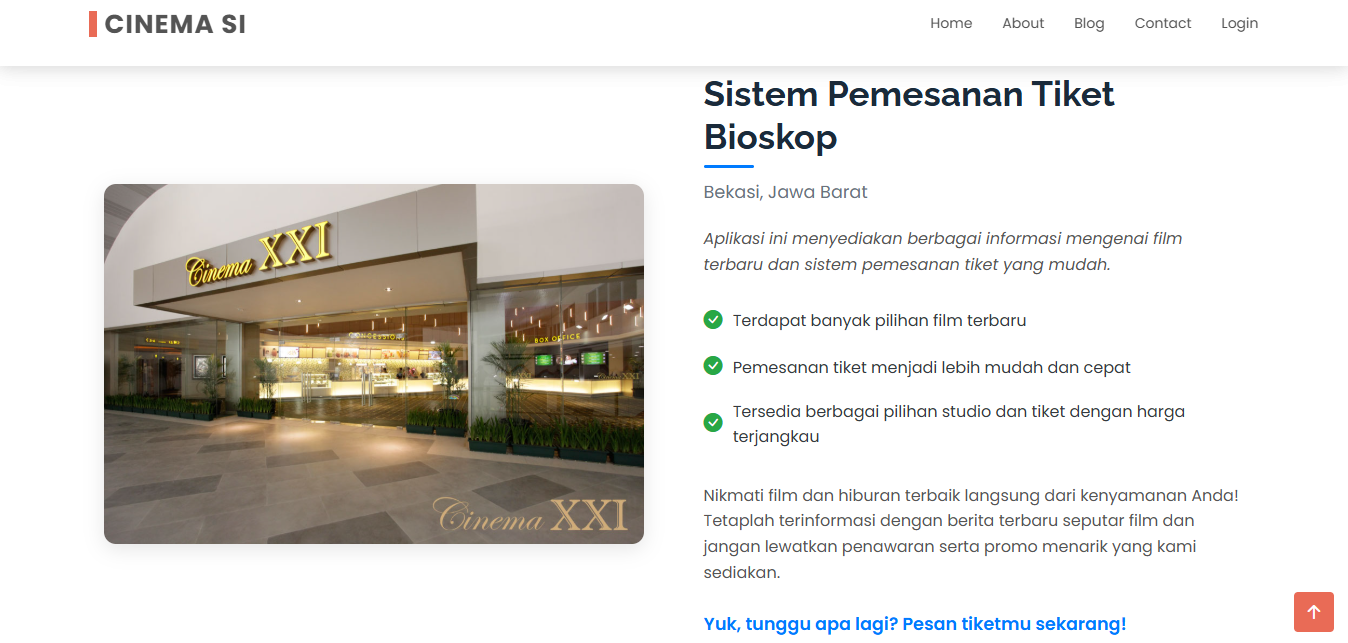 CINEMA SI
Home
About
Blog
Contact
Login
Sistem Pemesanan Tiket
Bioskop
Bekasi, Jawa Barat
Aplikasi ini menyediakan berbagai informasi mengenai film
terbaru dan sistem pemesanan tiket yang mudah.
Terdapat banyak pilihan film terbaru
Pemesanan tiket menjadi lebih mudah dan cepat
Tersedia berbagai pilihan studio dan tiket dengan harga
terjangkau
Nikmati film dan hiburan terbaik langsung dari kenyamanan Anda!
Tetaplah terinformasi dengan berita terbaru seputar film dan
jangan lewatkan penawaran serta promo menarik yang kami
sediakan.
Yuk, tunggu apa lagi? Pesan tiketmu sekarang!
Cinema XXI
CONCESSION
BOX OFFICE
Cinema XXI